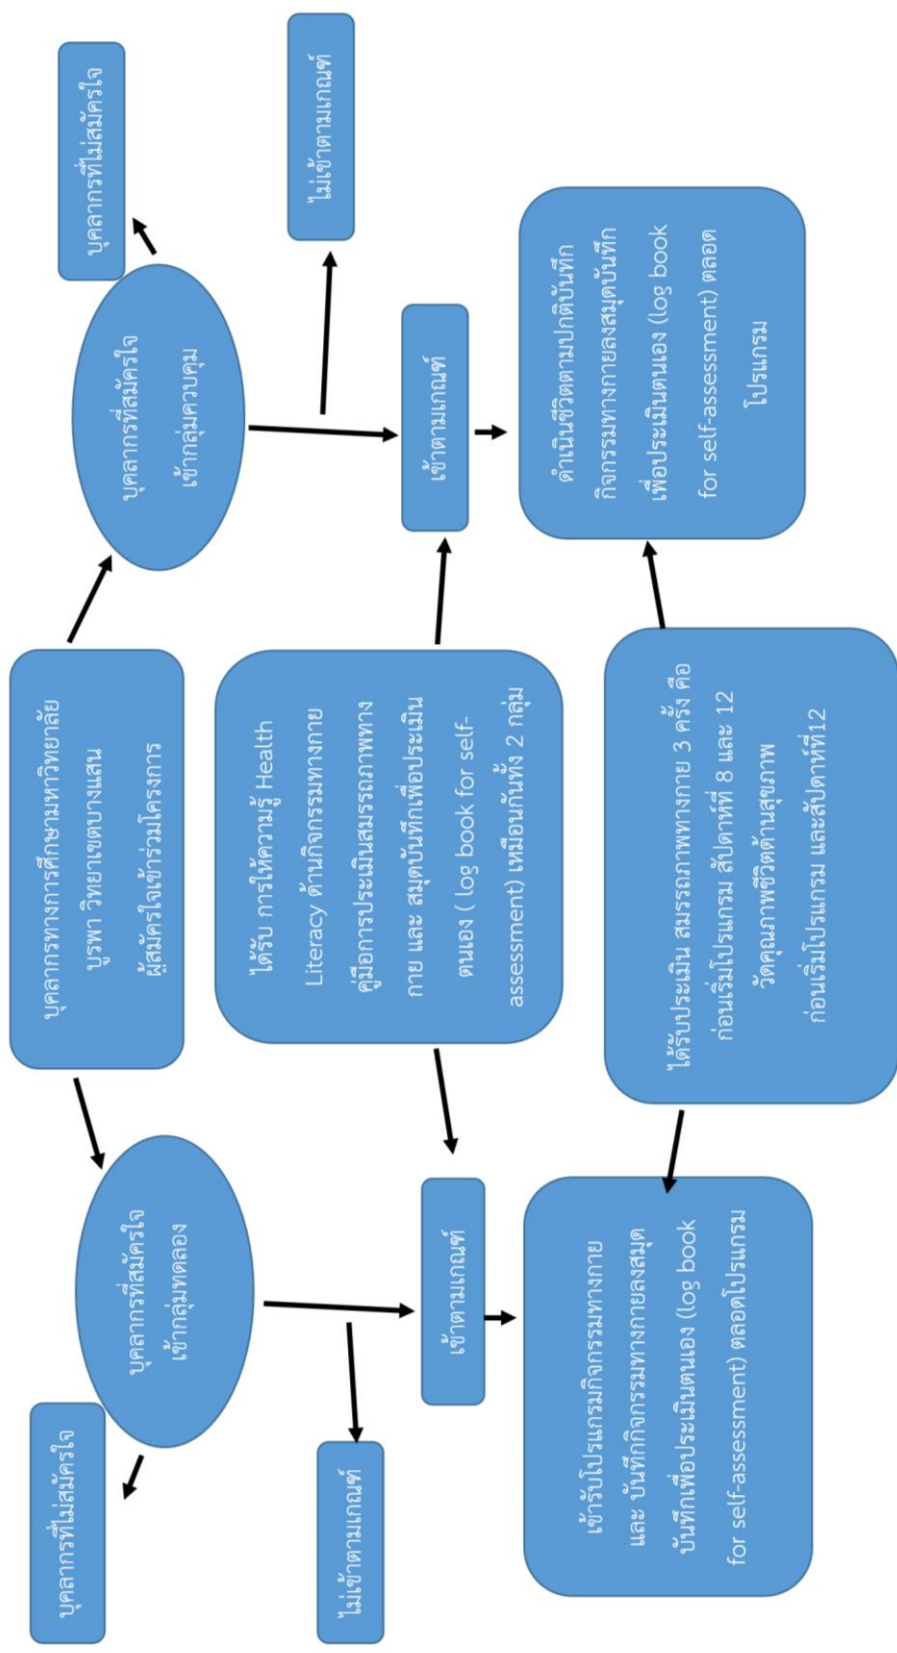 บุคลากรทางการศึกษามหาวิทยาลัย
บูรพา วิทยาเขตบางแสน
ผู้สมัครใจเข้าร่วมโครงการ
บุคลากรที่ไม่สมัครใจ
บุคลากรที่สมัครใจ
เข้ากลุ่มทดลอง
บุคลากรที่สมัครใจ
เข้ากลุ่มควบคุม
บุคลากรที่ไม่สมัครใจ
ได้รับ การให้ความรู้ Health
Literacy ด้านกิจกรรมทางกาย
คู่มือการประเมินสมรรถภาพทาง
กาย และ สมุดบันทึกเพื่อประเมิน
ตนเอง ( log book for self-
assessment) เหมือนกันทั้ง 2 กลุ่ม
ไม่เข้าตามเกณฑ์
เข้าตามเกณฑ์
เข้าตามเกณฑ์
ไม่เข้าตามเกณฑ์
เข้ารับโปรแกรมกิจกรรมทางกาย
และ บันทึกกิจกรรมทางกายลงสมุด
บันทึกเพื่อประเมินตนเอง (log book
for self-assessment) ตลอดโปรแกรม
ได้รับประเมิน สมรรถภาพทางกาย 3 ครั้ง คือ
ก่อนเริ่มโปรแกรม สัปดาห์ที่ 8 และ 12
วัดคุณภาพชีวิตด้านสุขภาพ
ก่อนเริ่มโปรแกรม และสัปดาห์ที่12
ดำเนินชีวิตตามปกติบันทึก
กิจกรรมทางกายลงสมุดบันทึก
เพื่อประเมินตนเอง (log book
for self-assessment) ตลอด
โปรแกรม